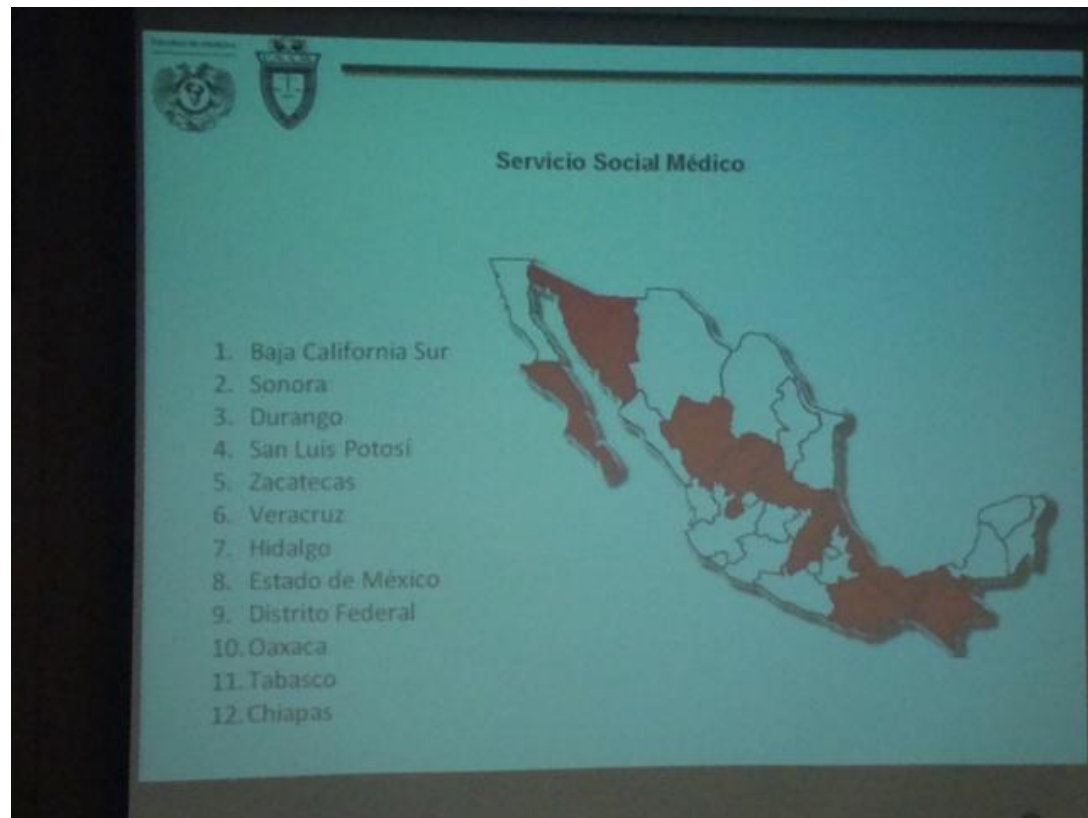 Servicio Social Médico
1. Baja California Sur
2. Sonora
3. Durango
4. San Luis Potosí
5. Zacatecas
6. Veracruz
7. Hidalgo
8. Estado de México
9. Distrito Federal
10. Oaxaca
11. Tabasco
12. Chiapas